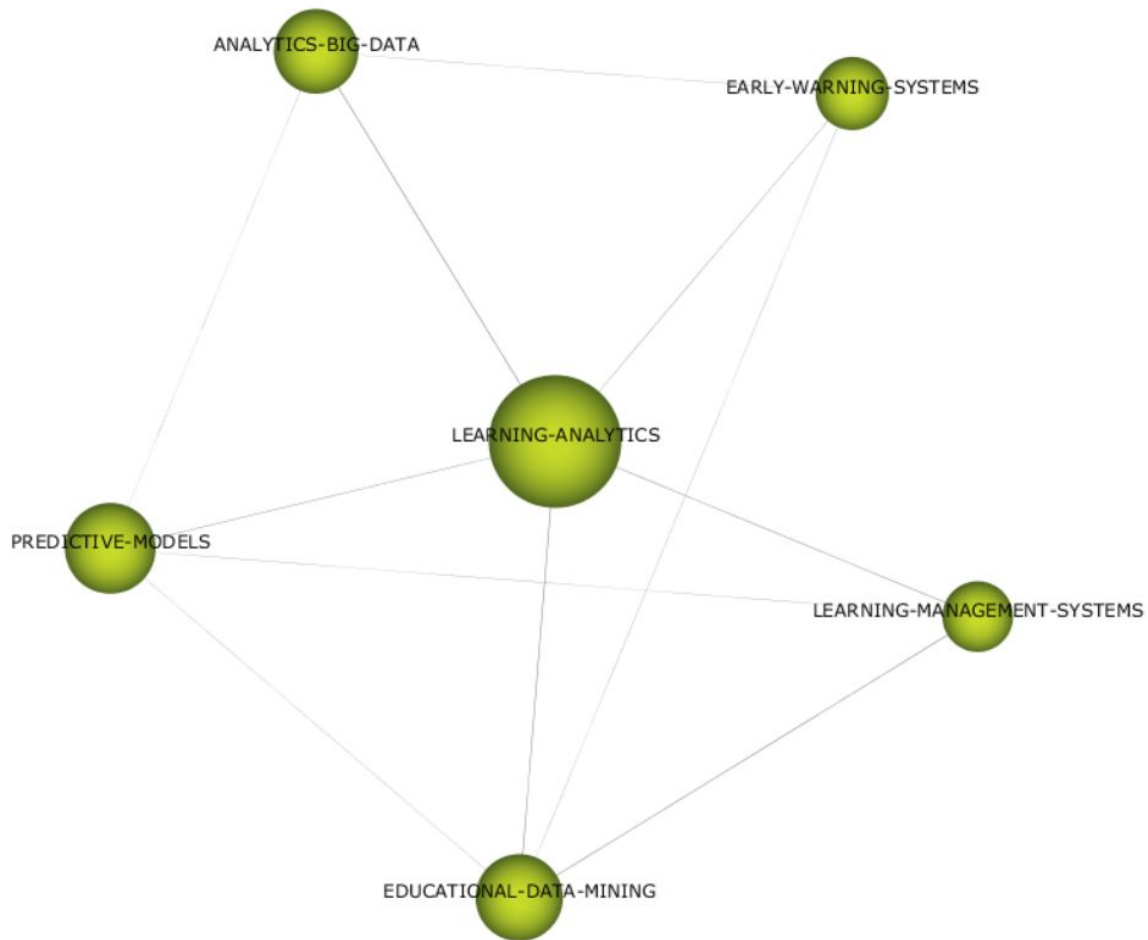 ANALYTICS-BIG-DATA
EARLY-WARNING-SYSTEMS
LEARNING-ANALYTICS
PREDICTIVE-MODELS
LEARNING-MANAGEMENT-SYSTEMS
EDUCATIONAL-DATA-MINING